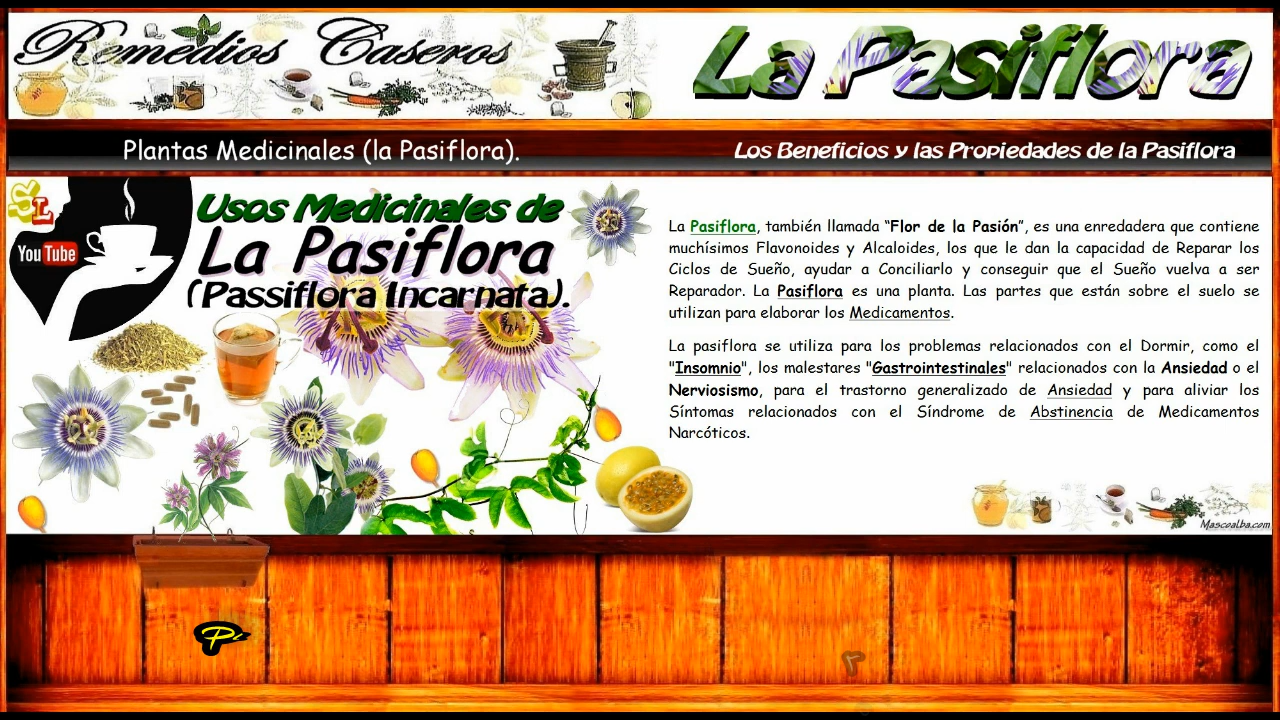 Remedios Caseros
La Pasiflora
Plantas Medicinales (la Pasiflora).
Los Beneficios y las Propiedades de la Pasiflora
SL
YouTube
Usos Medicinales de
La Pasiflora
(Passiflora Incarnata).
La Pasiflora, también llamada “Flor de la Pasión”, es una enredadera que contiene
muchísimos Flavonoides y Alcaloides, los que le dan la capacidad de Reparar los
Ciclos de Sueño, ayudar a Conciliarlo y conseguir que el Sueño vuelva a ser
Reparador. La Pasiflora es una planta. Las partes que están sobre el suelo se
utilizan para elaborar los Medicamentos.
La pasiflora se utiliza para los problemas relacionados con el Dormir, como el
"Insomnio", los malestares "Gastrointestinales" relacionados con la Ansiedad o el
Nerviosismo, para el trastorno generalizado de Ansiedad y para aliviar los
Síntomas relacionados con el Síndrome de Abstinencia de Medicamentos
Narcóticos.
Mascoalba.com